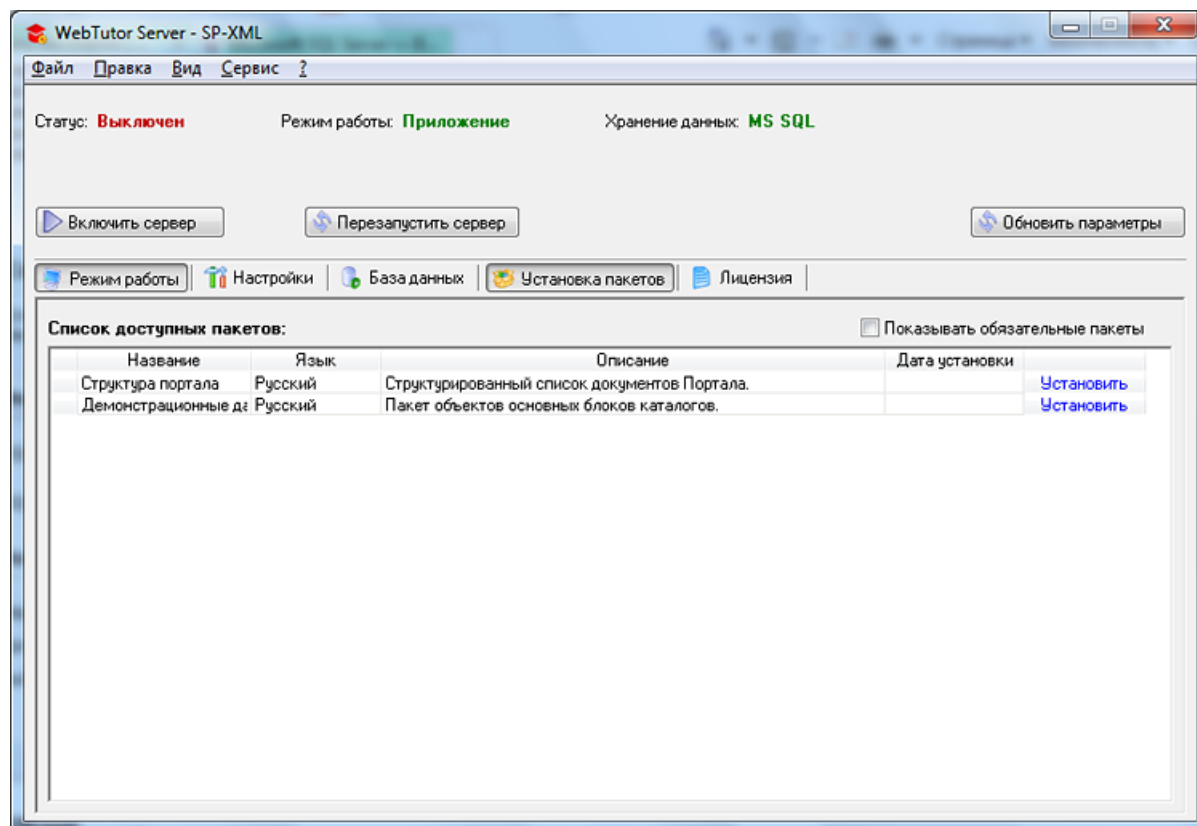 WebTutor Server - SP-XML
Файл Правка Вид Сервис ?
Статус: Выключен Режим работы: Приложение Хранение данных: MS SQL
Включить сервер Перезапустить сервер Обновить параметры
Режим работы Настройки База данных Установка пакетов Лицензия
Список доступных пакетов: Показывать обязательные пакеты
Название Язык Описание Дата установки
Структура портала Русский Структурированный список документов Портала. Установить
Демонстрационные да Русский Пакет объектов основных блоков каталогов. Установить